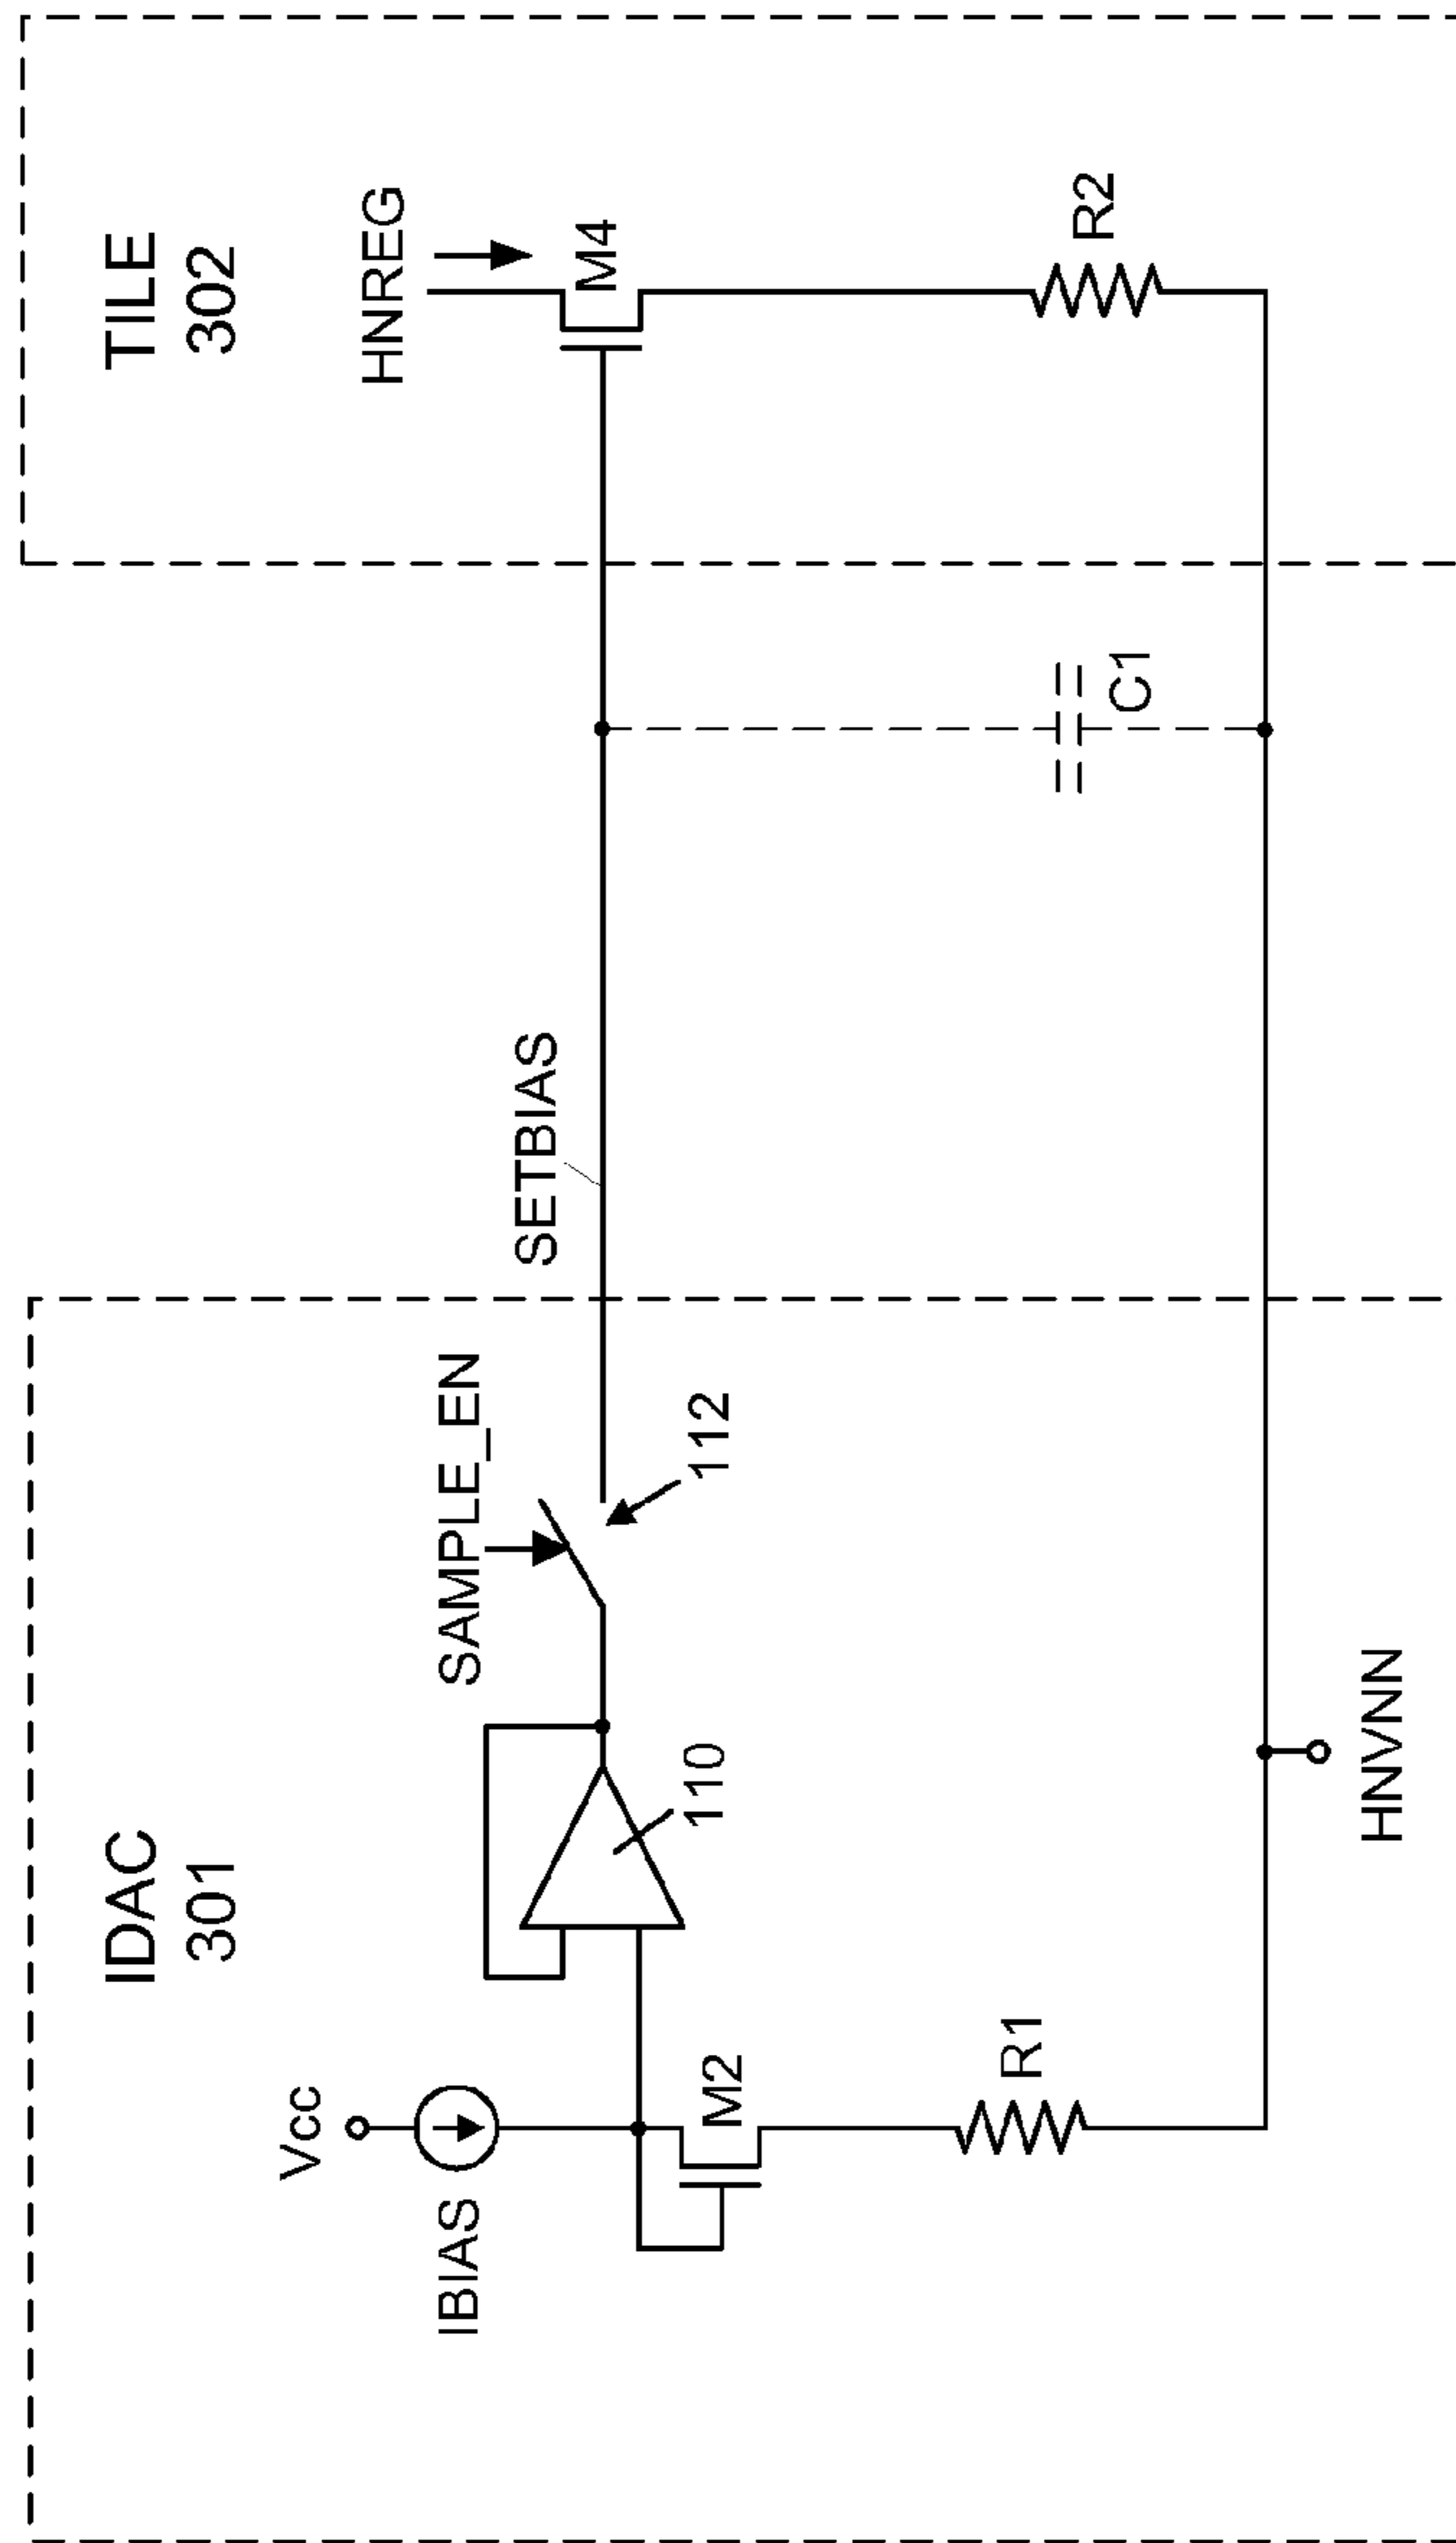 IDAC
301
TILE
302
Vcc
IBIAS
SAMPLE_EN
SETBIAS
HNREG
M4
M2
110
112
R1
C1
R2
HNVNN